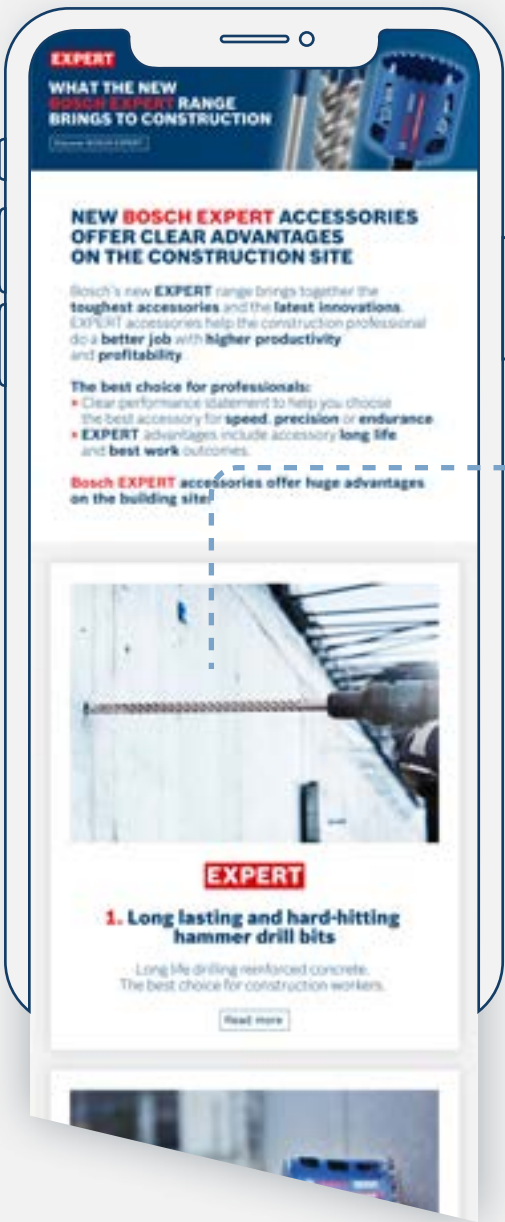 EXPERT
WHAT THE NEW
BOSCH EXPERT RANGE
BRINGS TO CONSTRUCTION
Discover BOSCH EXPERT
NEW BOSCH EXPERT ACCESSORIES
OFFER CLEAR ADVANTAGES
ON THE CONSTRUCTION SITE
Bosch's new EXPERT range brings together the
toughest accessories and the latest innovations.
EXPERT accessories help the construction professional
do a better job with higher productivity
and profitability.
The best choice for professionals:
• Clear performance statement to help you choose
the best accessory for speed, precision or endurance.
• EXPERT advantages include accessory long life
and best work outcomes.
Bosch EXPERT accessories offer huge advantages
on the building site!
EXPERT
1. Long lasting and hard-hitting
hammer drill bits
Long life drilling reinforced concrete.
The best choice for construction workers.
Read more